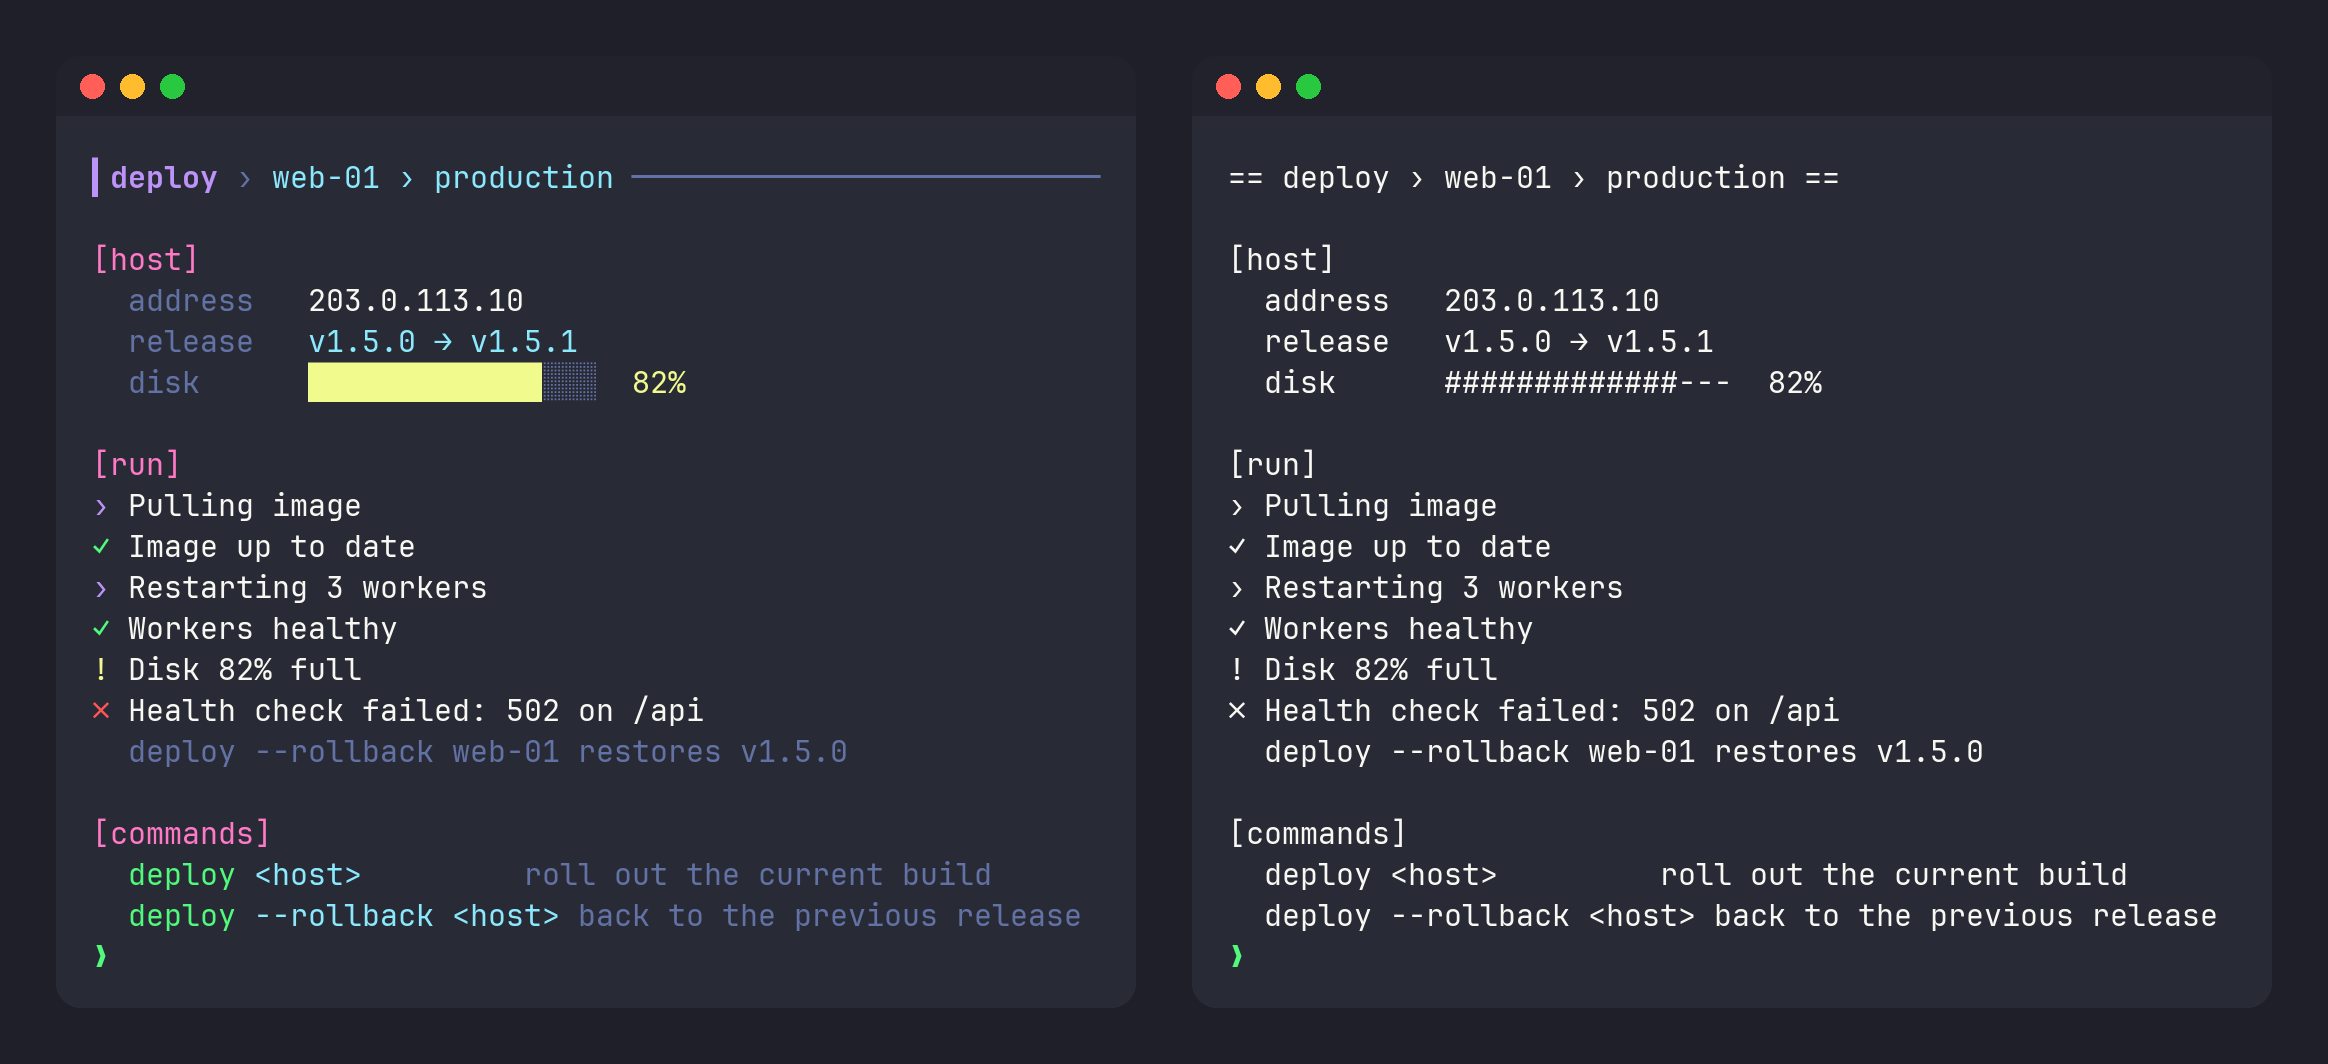 deploy › web-01 › production
[host]
address 203.0.113.10
release v1.5.0 → v1.5.1
disk 82%
[run]
› Pulling image
✓ Image up to date
› Restarting 3 workers
✓ Workers healthy
! Disk 82% full
✕ Health check failed: 502 on /api
deploy --rollback web-01 restores v1.5.0
[commands]
deploy <host> roll out the current build
deploy --rollback <host> back to the previous release
❯
== deploy › web-01 › production ==
[host]
address 203.0.113.10
release v1.5.0 → v1.5.1
disk #############--- 82%
[run]
› Pulling image
✓ Image up to date
› Restarting 3 workers
✓ Workers healthy
! Disk 82% full
✕ Health check failed: 502 on /api
deploy --rollback web-01 restores v1.5.0
[commands]
deploy <host> roll out the current build
deploy --rollback <host> back to the previous release
❯